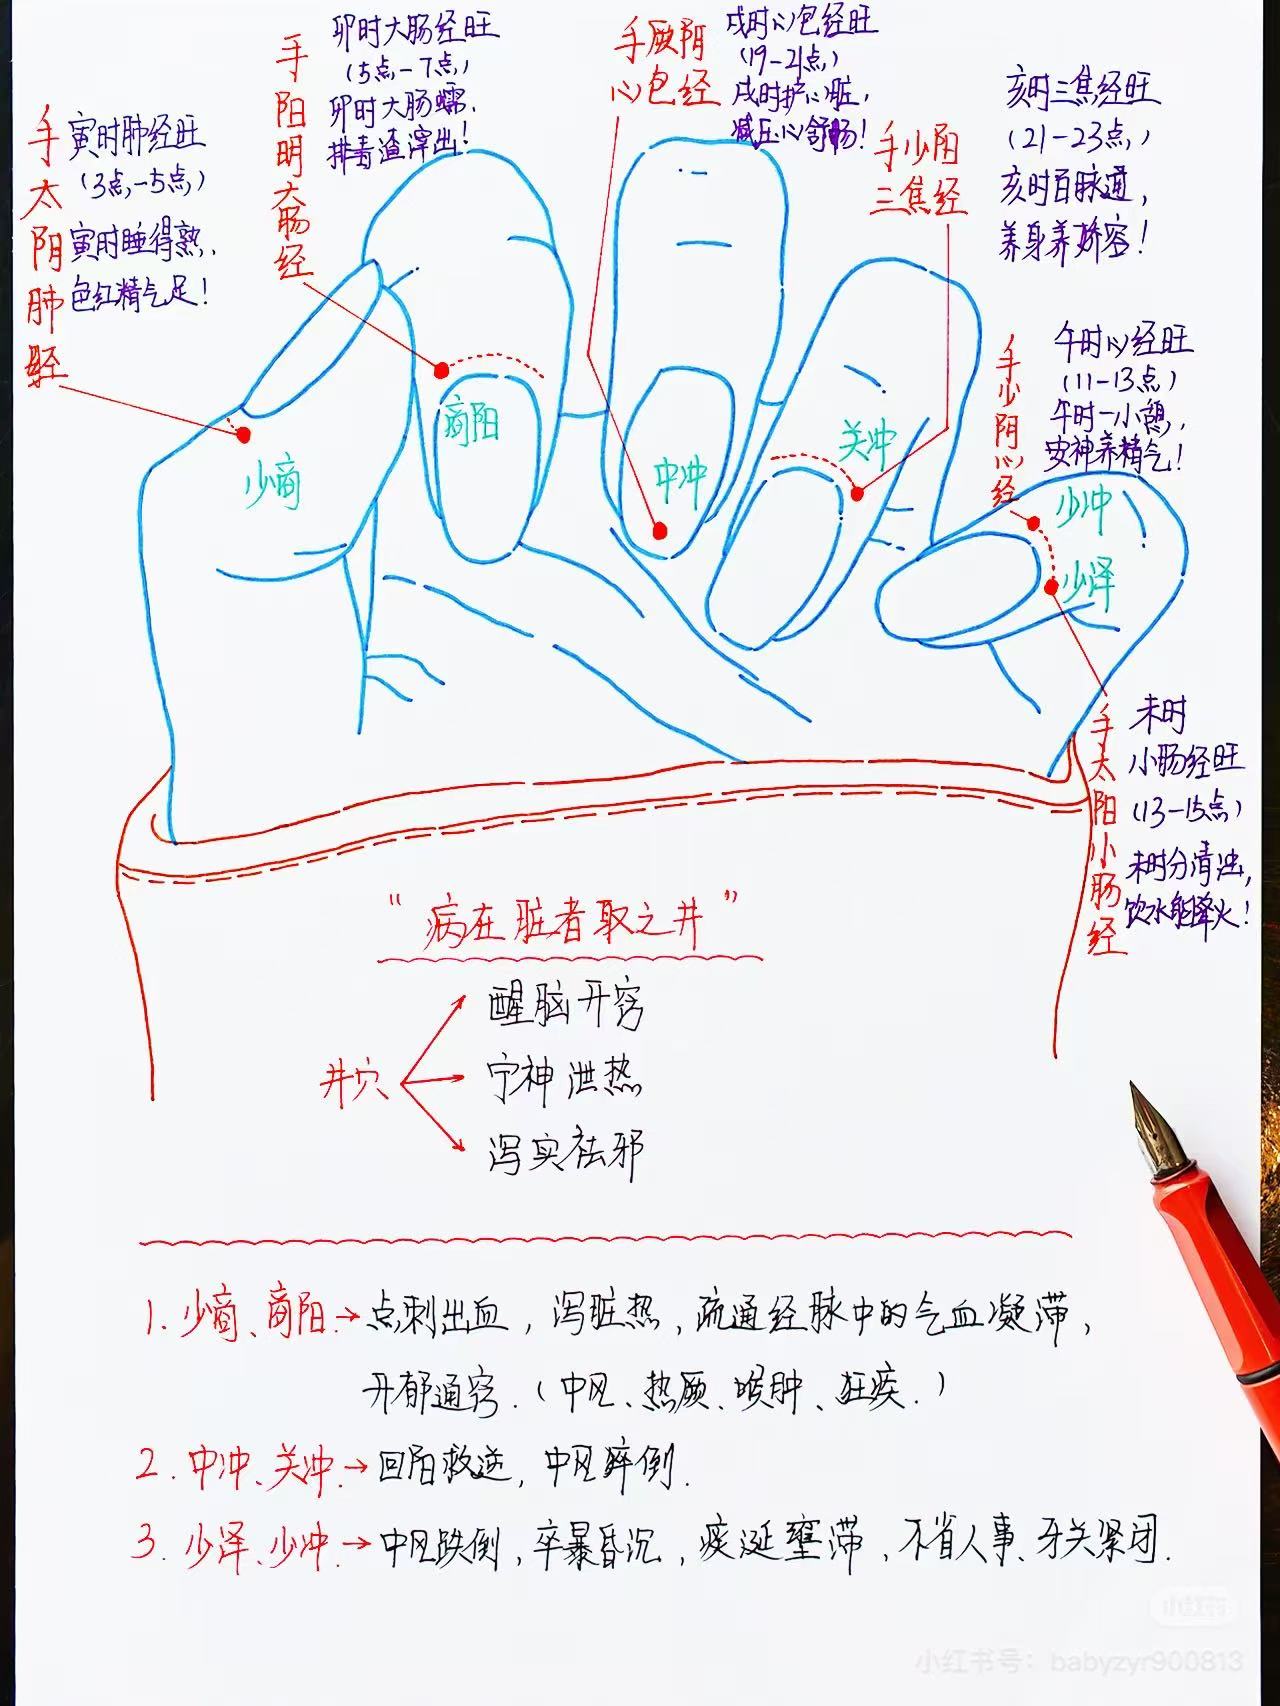 手太阴肺经
寅时肺经旺
(3点-5点)
寅时睡得熟,
色红精气足!
手阳明大肠经
卯时大肠经旺
(5点-7点)
卯时大肠蠕,
排毒渣滓出!
手厥阴
心包经
戌时心包经旺
(19-21点)
戌时护心脏,
减压心舒畅!
手少阳
三焦经
亥时三焦经旺
(21-23点)
亥时百脉通,
养身养娇容!
手少阴心经
午时心经旺
(11-13点)
午时一小憩,
安神养精气!
少商
商阳
中冲
关冲
少冲
少泽
手太阳小肠经
未时
小肠经旺
(13-15点)
未时分清浊,
饮水能降火!
“病在脏者取之井”
井穴
醒脑开窍
宁神泄热
泻实祛邪
1.少商、商阳→点刺出血,泻脏热,疏通经脉中的气血凝滞,
开郁通窍.(中风、热厥、喉肿、狂疾.)
2.中冲、关冲→回阳救逆,中风猝倒.
3.少泽、少冲→中风跌倒,卒暴昏沉,痰涎壅滞,不省人事、牙关紧闭.
小红书
小红书号:babyzyr900813